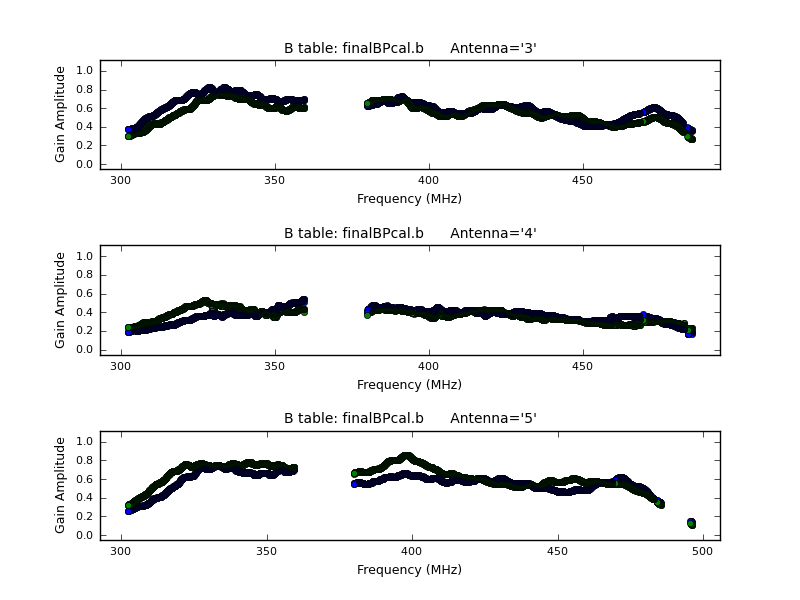 B table: finalBPcal.b      Antenna='3'
1.0
0.8
0.6
0.4
0.2
0.0
Gain Amplitude
300 350 400 450
Frequency (MHz)
B table: finalBPcal.b      Antenna='4'
1.0
0.8
0.6
0.4
0.2
0.0
Gain Amplitude
300 350 400 450
Frequency (MHz)
B table: finalBPcal.b      Antenna='5'
1.0
0.8
0.6
0.4
0.2
0.0
Gain Amplitude
300 350 400 450 500
Frequency (MHz)